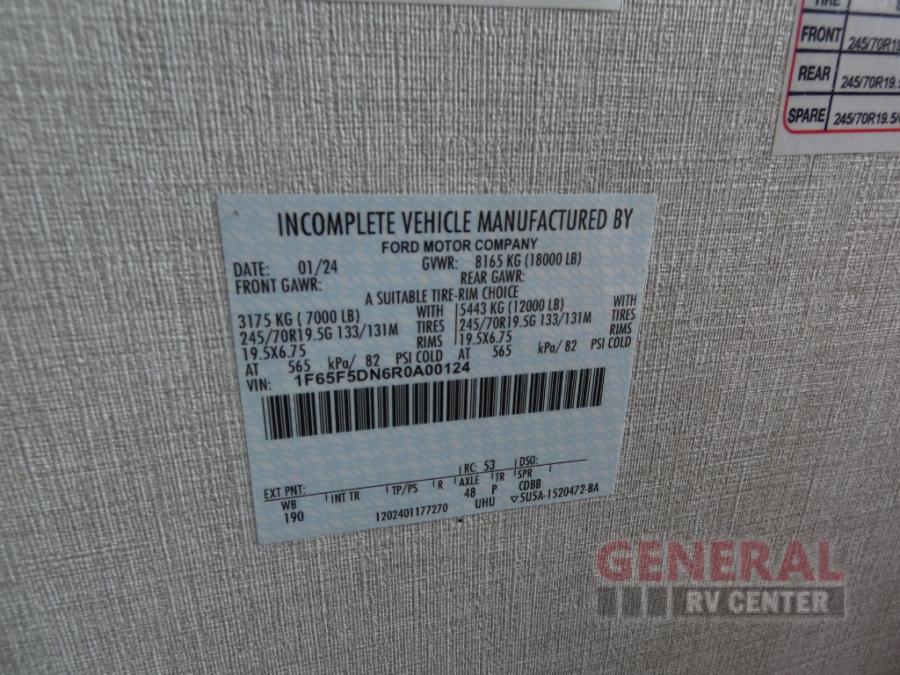 TIRE
FRONT 245/70R19
REAR 245/70R19.5
SPARE 245/70R19.5/
INCOMPLETE VEHICLE MANUFACTURED BY
FORD MOTOR COMPANY
DATE: 01/24 GVWR: 8165 KG (18000 LB)
FRONT GAWR: REAR GAWR:
A SUITABLE TIRE-RIM CHOICE
3175 KG ( 7000 LB) WITH 5443 KG (12000 LB) WITH
245/70R19.5G 133/131M TIRES 245/70R19.5G 133/131M TIRES
19.5X6.75 RIMS 19.5X6.75 RIMS
AT 565 kPa/ 82 PSI COLD AT 565 kPa/ 82 PSI COLD
VIN: 1F65F5DN6R0A00124
RC: 53 DSO:
EXT PNT: INT TR TP/PS R AXLE TR SPR
WB 48 P CDBB
190 1202401177270 UHU ▽5U5A-1520472-BA
GENERAL
RV CENTER